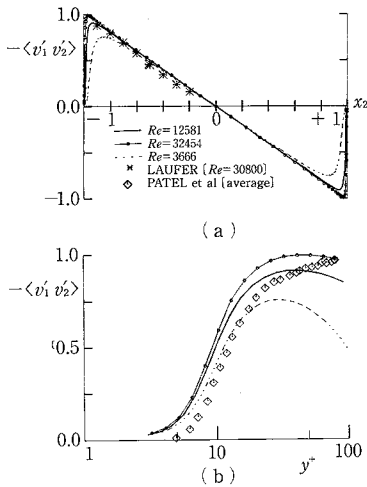 1.0
−⟨v′₁ v′₂⟩
0.0
−1
0
+1
x₂
Re=12581
Re=32454
Re=3666
LAUFER [Re=30800]
PATEL et al [average]
−1.0
(a)
1.0
−⟨v′₁ v′₂⟩
0.5
0.0
1
10
y⁺
100
(b)